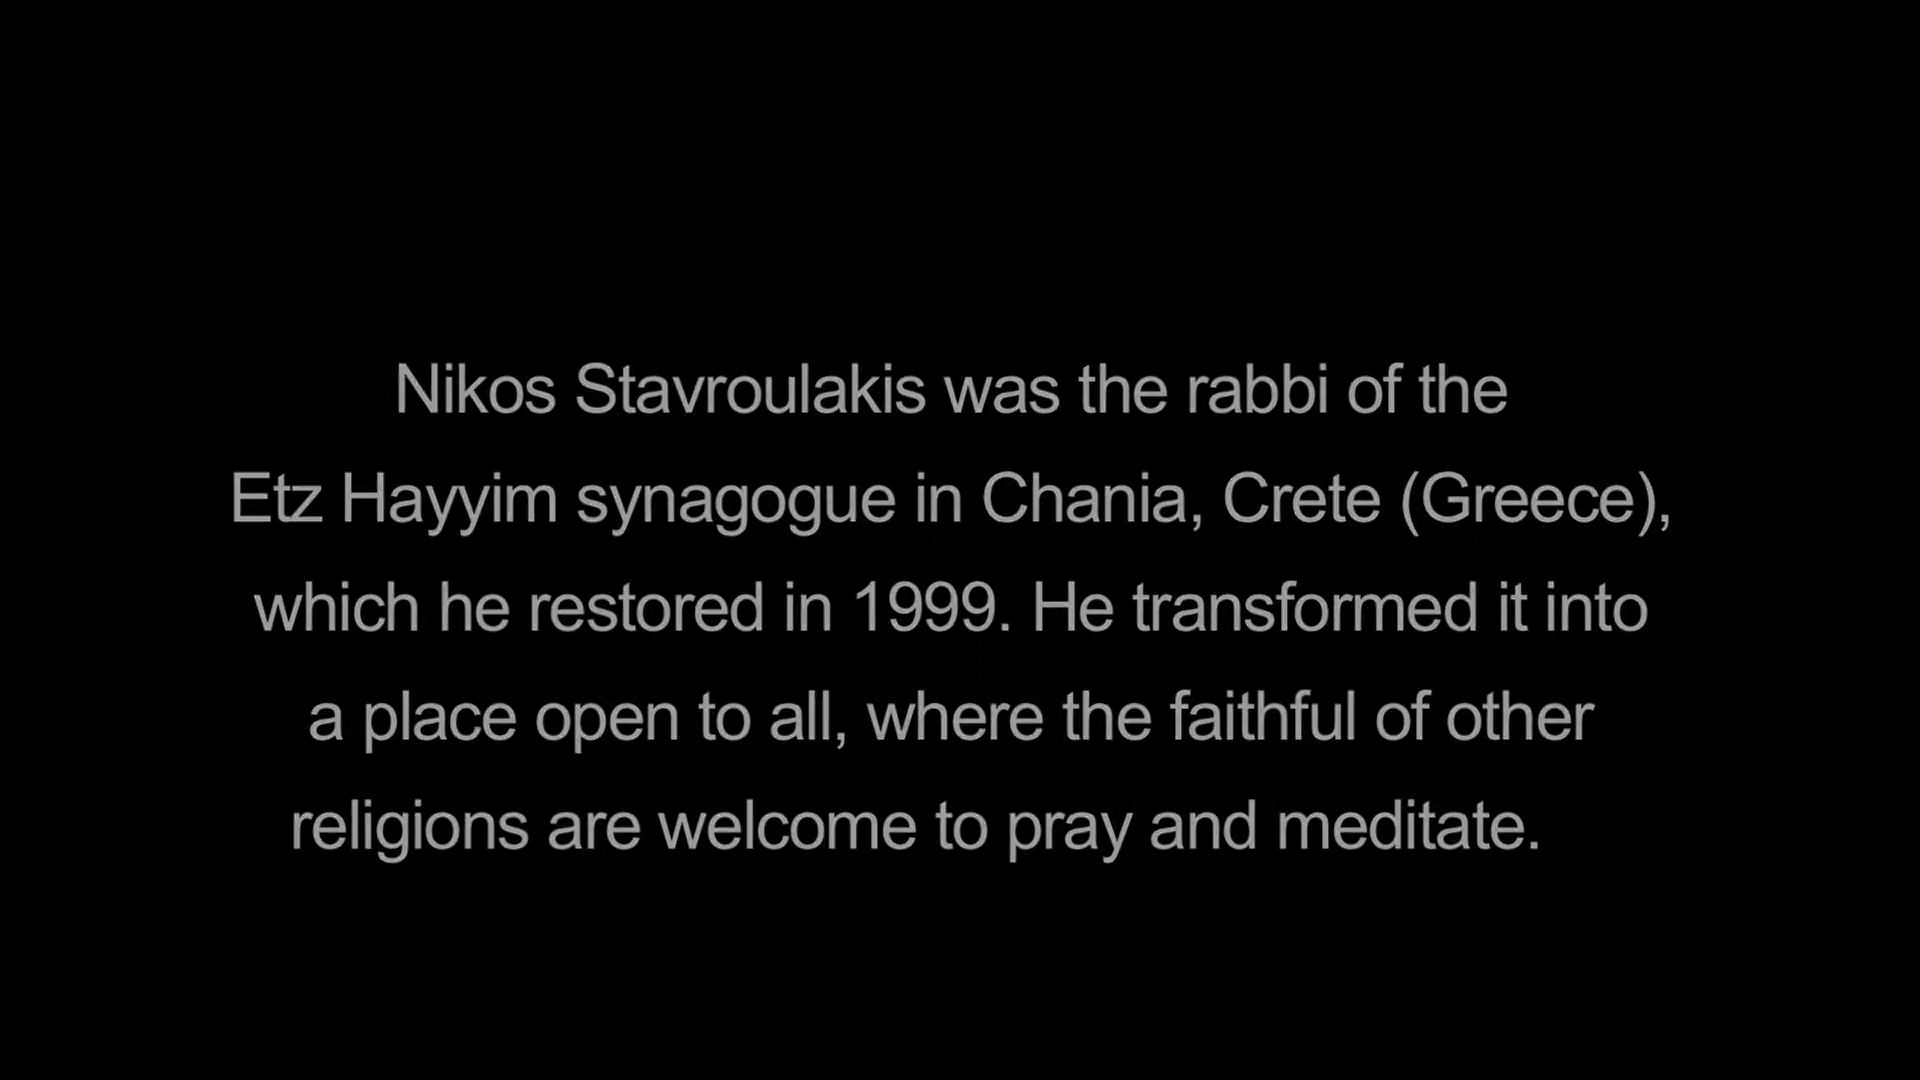 Nikos Stavroulakis was the rabbi of the
Etz Hayyim synagogue in Chania, Crete (Greece),
which he restored in 1999. He transformed it into
a place open to all, where the faithful of other
religions are welcome to pray and meditate.